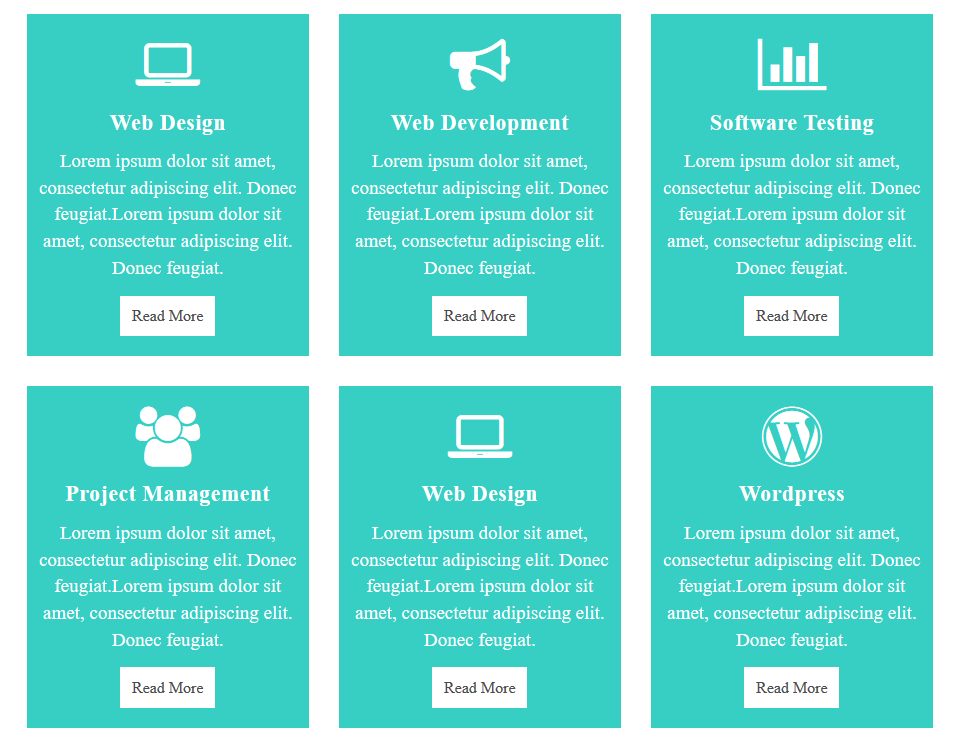 Web Design
Lorem ipsum dolor sit amet,
consectetur adipiscing elit. Donec
feugiat.Lorem ipsum dolor sit
amet, consectetur adipiscing elit.
Donec feugiat.
Read More
Web Development
Lorem ipsum dolor sit amet,
consectetur adipiscing elit. Donec
feugiat.Lorem ipsum dolor sit
amet, consectetur adipiscing elit.
Donec feugiat.
Read More
Software Testing
Lorem ipsum dolor sit amet,
consectetur adipiscing elit. Donec
feugiat.Lorem ipsum dolor sit
amet, consectetur adipiscing elit.
Donec feugiat.
Read More
Project Management
Lorem ipsum dolor sit amet,
consectetur adipiscing elit. Donec
feugiat.Lorem ipsum dolor sit
amet, consectetur adipiscing elit.
Donec feugiat.
Read More
Web Design
Lorem ipsum dolor sit amet,
consectetur adipiscing elit. Donec
feugiat.Lorem ipsum dolor sit
amet, consectetur adipiscing elit.
Donec feugiat.
Read More
Wordpress
Lorem ipsum dolor sit amet,
consectetur adipiscing elit. Donec
feugiat.Lorem ipsum dolor sit
amet, consectetur adipiscing elit.
Donec feugiat.
Read More